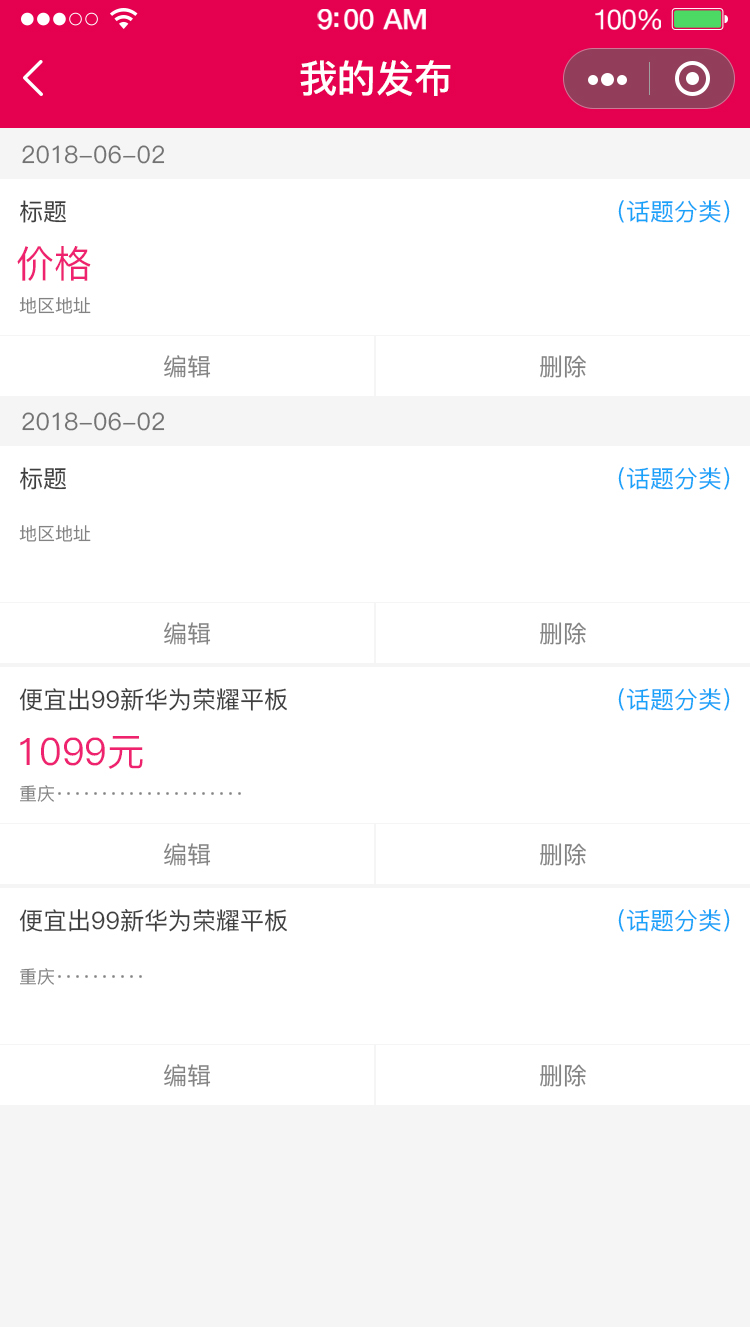 9:00 AM 100%
我的发布
2018-06-02
标题 (话题分类)
价格
地区地址
编辑 删除
2018-06-02
标题 (话题分类)
地区地址
编辑 删除
便宜出99新华为荣耀平板 (话题分类)
1099元
重庆·····················
编辑 删除
便宜出99新华为荣耀平板 (话题分类)
重庆··········
编辑 删除